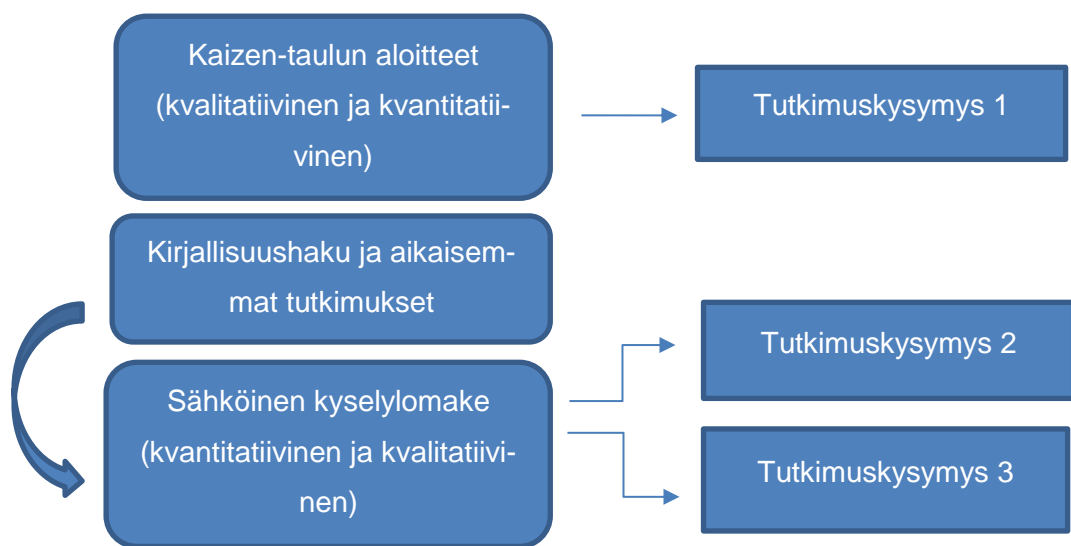 Kaizen-taulun aloitteet
(kvalitatiivinen ja kvantitatii-
vinen)
Tutkimuskysymys 1
Kirjallisuushaku ja aikaisem-
mat tutkimukset
Tutkimuskysymys 2
Sähköinen kyselylomake
(kvantitatiivinen ja kvalitatiivi-
nen)
Tutkimuskysymys 3